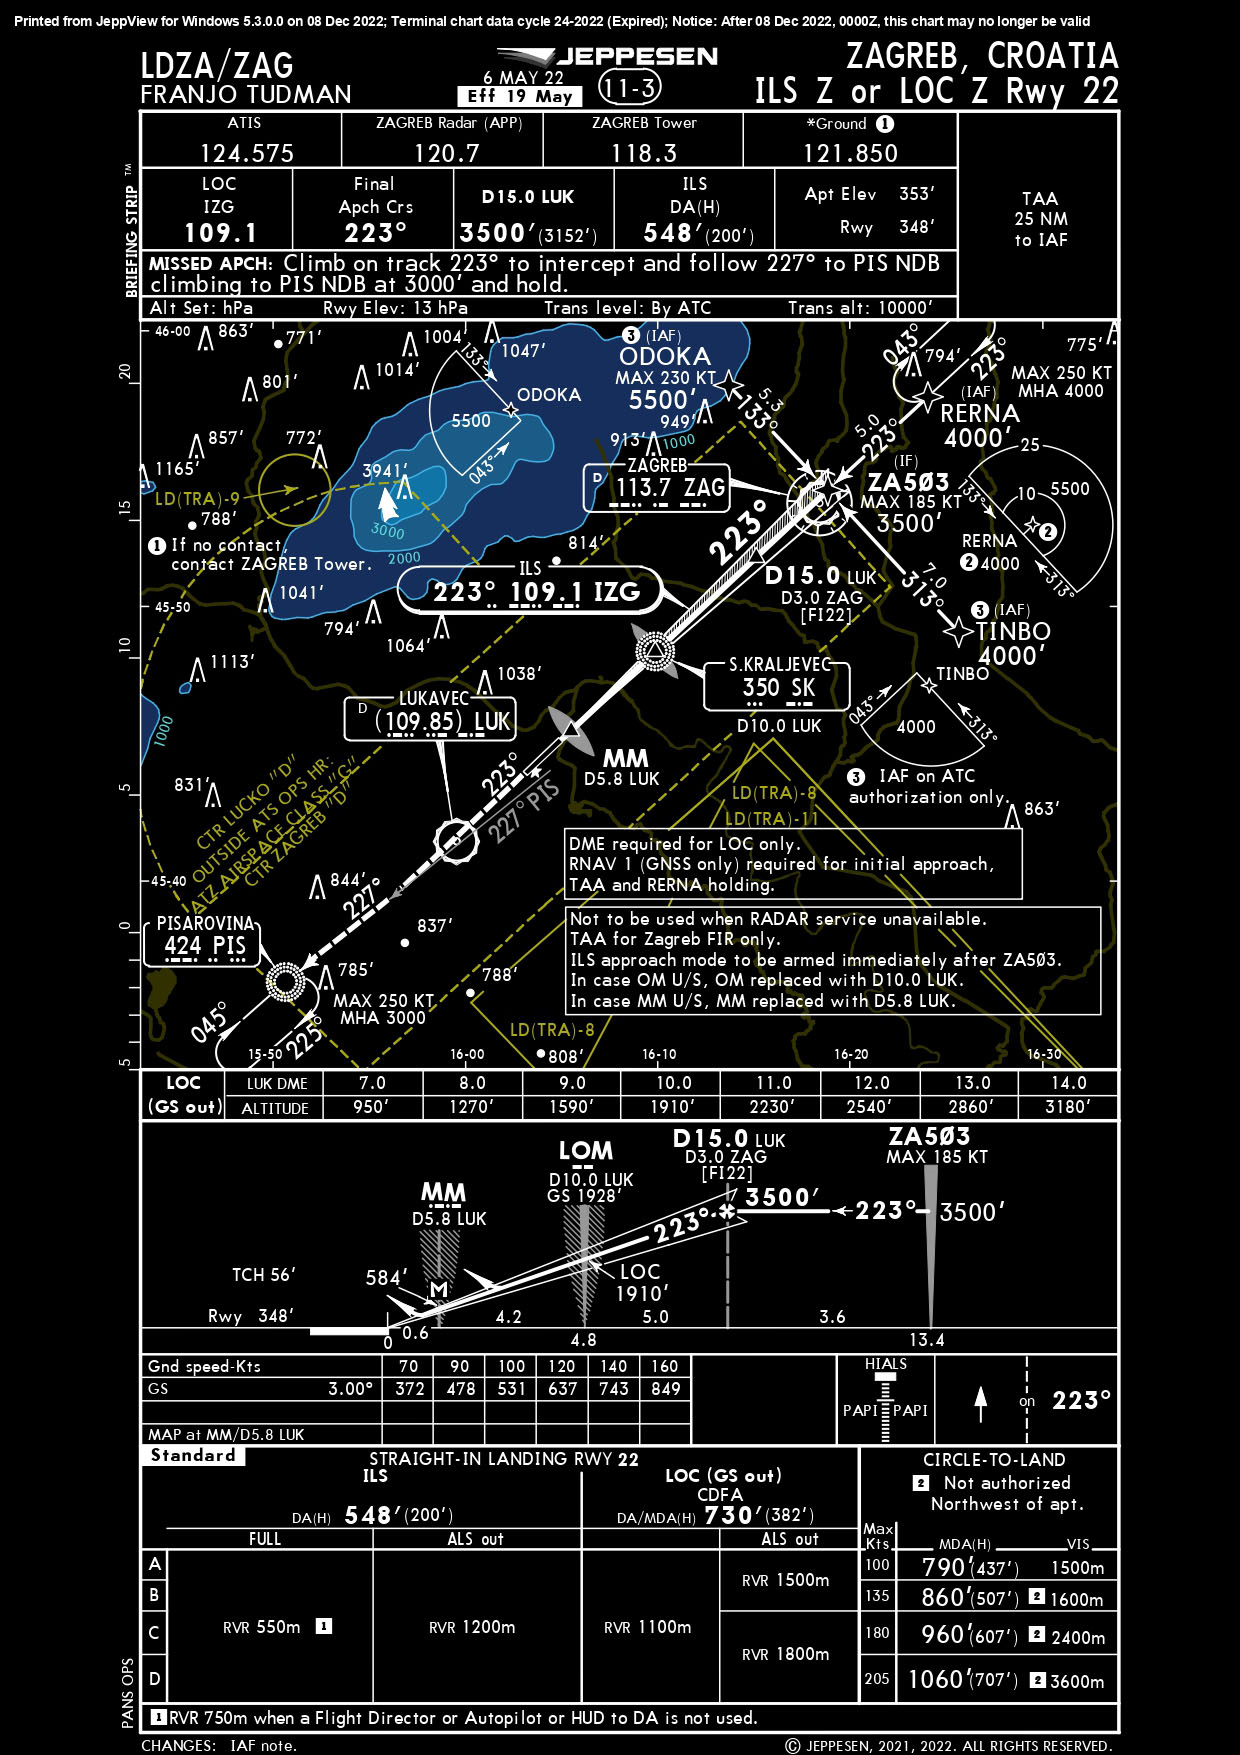 Printed from JeppView for Windows 5.3.0.0 on 08 Dec 2022; Terminal chart data cycle 24-2022 (Expired); Notice: After 08 Dec 2022, 0000Z, this chart may no longer be valid
LDZA/ZAG
FRANJO TUDMAN
JEPPESEN
6 MAY 22
Eff 19 May
11-3
ZAGREB, CROATIA
ILS Z or LOC Z Rwy 22
BRIEFING STRIP ™
ATIS
124.575
ZAGREB Radar (APP)
120.7
ZAGREB Tower
118.3
*Ground 1
121.850
LOC
IZG
109.1
Final
Apch Crs
223°
D15.0 LUK
3500' (3152')
ILS
DA(H)
548' (200')
Apt Elev 353'
Rwy 348'
TAA
25 NM
to IAF
MISSED APCH: Climb on track 223° to intercept and follow 227° to PIS NDB
climbing to PIS NDB at 3000' and hold.
Alt Set: hPa Rwy Elev: 13 hPa Trans level: By ATC Trans alt: 10000'
46-00
863'
771'
1004'
1047'
133°
1014'
801'
ODOKA
5500
043°
857'
772'
1165'
3941'
LD(TRA)-9
788'
3000
2000
1 If no contact,
contact ZAGREB Tower.
1041'
45-50
794'
1064'
1113'
1038'
1000
831'
20
15
10
5
0
5
3 (IAF)
ODOKA
MAX 230 KT
5500'
949'
913'
1000
5.3
133°
043°
794'
223°
775'
MAX 250 KT
MHA 4000
(IAF)
RERNA
4000'
5.0
223°
(IF)
ZA5Ø3
MAX 185 KT
3500'
25
10
5500
133°
2
RERNA
2 4000
313°
ZAGREB
D 113.7 ZAG
223°
814'
ILS
223° 109.1 IZG
D15.0 LUK
D3.0 ZAG
[FI22]
7.0
313°
3 (IAF)
TINBO
4000'
TINBO
043°
313°
4000
S.KRALJEVEC
350 SK
D10.0 LUK
LUKAVEC
D (109.85) LUK
MM
D5.8 LUK
223°
227° PIS
3 IAF on ATC
authorization only.
863'
LD(TRA)-8
LD(TRA)-11
CTR LUCKO "D"
OUTSIDE ATS OPS HR:
ATZ AIRSPACE CLASS "G"
CTR ZAGREB "D"
45-40
844'
227°
837'
DME required for LOC only.
RNAV 1 (GNSS only) required for initial approach,
TAA and RERNA holding.
Not to be used when RADAR service unavailable.
TAA for Zagreb FIR only.
ILS approach mode to be armed immediately after ZA5Ø3.
In case OM U/S, OM replaced with D10.0 LUK.
In case MM U/S, MM replaced with D5.8 LUK.
PISAROVINA
424 PIS
785'
788'
MAX 250 KT
MHA 3000
045°
225°
LD(TRA)-8
808'
15-50
16-00
16-10
16-20
16-30
LOC
(GS out)
LUK DME 7.0 8.0 9.0 10.0 11.0 12.0 13.0 14.0
ALTITUDE 950' 1270' 1590' 1910' 2230' 2540' 2860' 3180'
LOM
D10.0 LUK
GS 1928'
MM
D5.8 LUK
D15.0 LUK
D3.0 ZAG
[FI22]
ZA5Ø3
MAX 185 KT
3500'
223°
3500'
223°
LOC
1910'
TCH 56'
584'
M
Rwy 348'
0.6
4.2
5.0
3.6
0
4.8
13.4
Gnd speed-Kts 70 90 100 120 140 160
GS 3.00° 372 478 531 637 743 849
MAP at MM/D5.8 LUK
HIALS
PAPI PAPI
on 223°
Standard
STRAIGHT-IN LANDING RWY 22
ILS
DA(H) 548' (200')
LOC (GS out)
CDFA
DA/MDA(H) 730' (382')
CIRCLE-TO-LAND
2 Not authorized
Northwest of apt.
FULL
ALS out
ALS out
Max
Kts
MDA(H)
VIS
A
B
C
D
RVR 550m 1
RVR 1200m
RVR 1100m
RVR 1500m
RVR 1800m
100 790' (437') 1500m
135 860' (507') 2 1600m
180 960' (607') 2 2400m
205 1060' (707') 2 3600m
PANS OPS
1 RVR 750m when a Flight Director or Autopilot or HUD to DA is not used.
CHANGES: IAF note.
© JEPPESEN, 2021, 2022. ALL RIGHTS RESERVED.